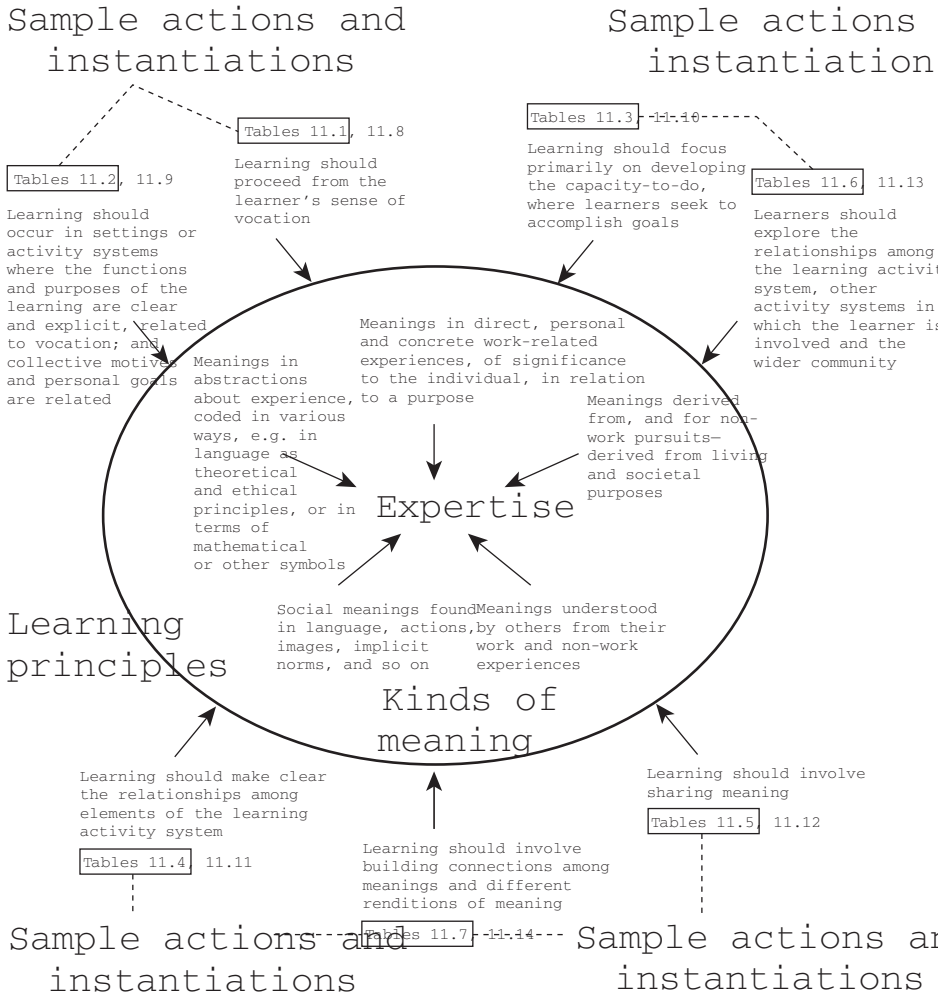 Sample actions and
instantiations
Sample actions
instantiation
Tables 11.1, 11.8
Learning should
proceed from the
learner's sense of
vocation
Tables 11.2, 11.9
Learning should
occur in settings or
activity systems
where the functions
and purposes of the
learning are clear
and explicit, related
to vocation; and
collective motives
and personal goals
are related
Tables 11.3, 11.10
Learning should focus
primarily on developing
the capacity-to-do,
where learners seek to
accomplish goals
Tables 11.6, 11.13
Learners should
explore the
relationships among
the learning activit
system, other
activity systems in
which the learner is
involved and the
wider community
Meanings in direct, personal
and concrete work-related
experiences, of significance
to the individual, in relation
to a purpose
Meanings in
abstractions
about experience,
coded in various
ways, e.g. in
language as
theoretical
and ethical
principles, or in
terms of
mathematical
or other symbols
Meanings derived
from, and for non-
work pursuits—
derived from living
and societal
purposes
Expertise
Social meanings found
in language, actions,
images, implicit
norms, and so on
Meanings understood
by others from their
work and non-work
experiences
Learning
principles
Kinds of
meaning
Learning should make clear
the relationships among
elements of the learning
activity system
Tables 11.4, 11.11
Learning should involve
building connections among
meanings and different
renditions of meaning
Tables 11.7, 11.14
Learning should involve
sharing meaning
Tables 11.5, 11.12
Sample actions and
instantiations
Sample actions an
instantiations